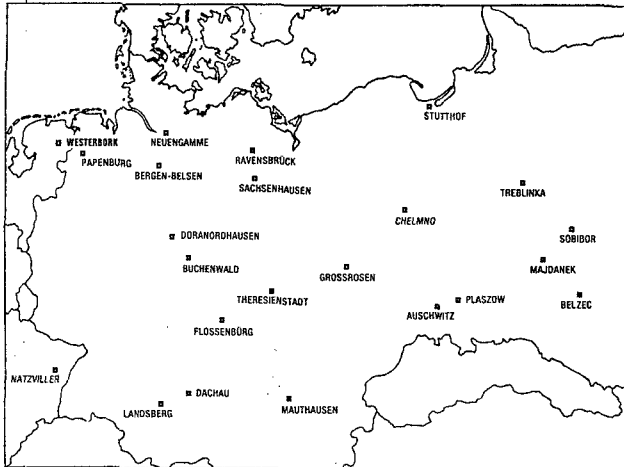 STUTTHOF
WESTERBORK
NEUENGAMME
PAPENBURG
RAVENSBRÜCK
BERGEN-BELSEN
SACHSENHAUSEN
TREBLINKA
CHELMNO
DORANORDHAUSEN
SOBIBOR
BUCHENWALD
GROSSROSEN
MAJDANEK
THERESIENSTADT
PLASZOW
BELZEC
AUSCHWITZ
FLOSSENBÜRG
NATZVILLER
DACHAU
LANDSBERG
MAUTHAUSEN